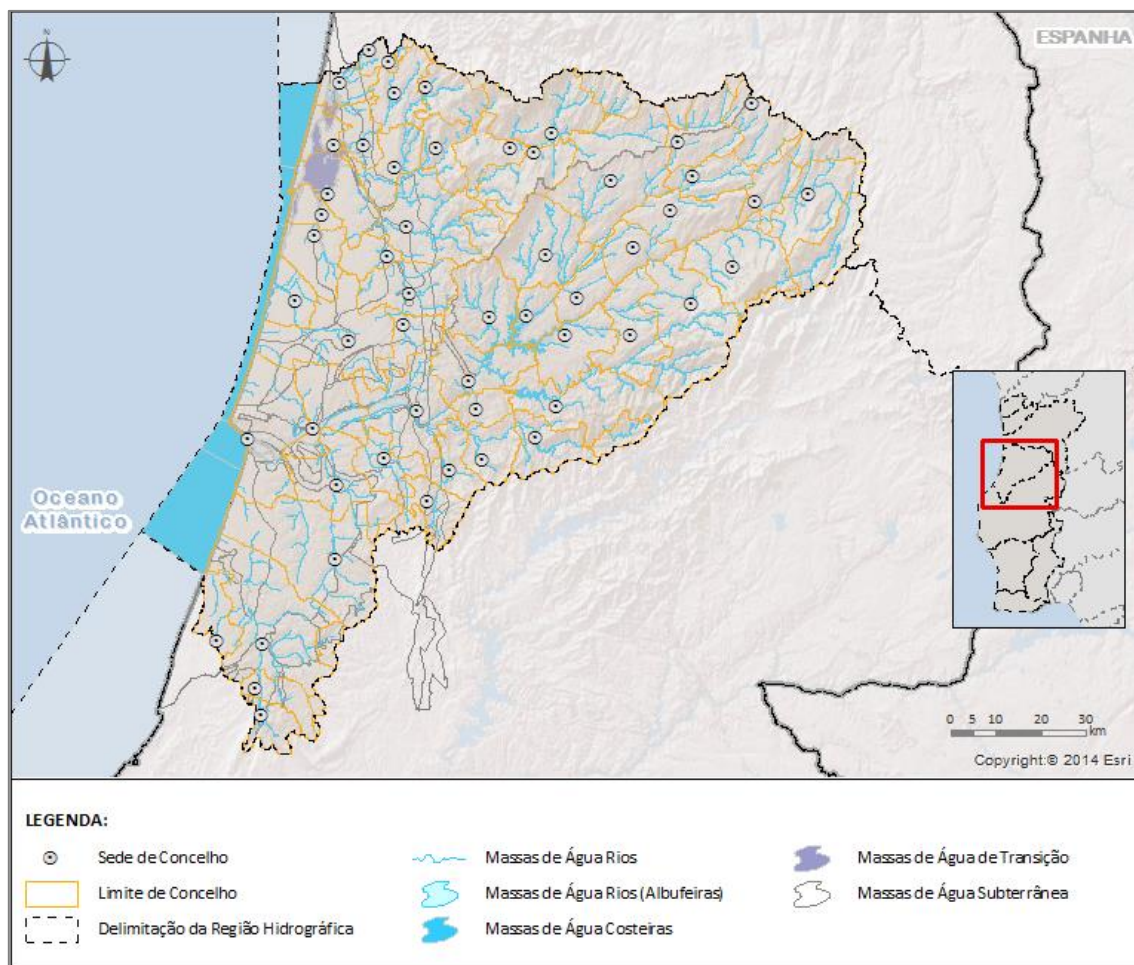 N
ESPANHA
Oceano
Atlântico
0 5 10 20 30
km
Copyright:© 2014 Esri
LEGENDA:
Sede de Concelho
Limite de Concelho
Delimitação da Região Hidrográfica
Massas de Água Rios
Massas de Água Rios (Albufeiras)
Massas de Água Costeiras
Massas de Água de Transição
Massas de Água Subterrânea